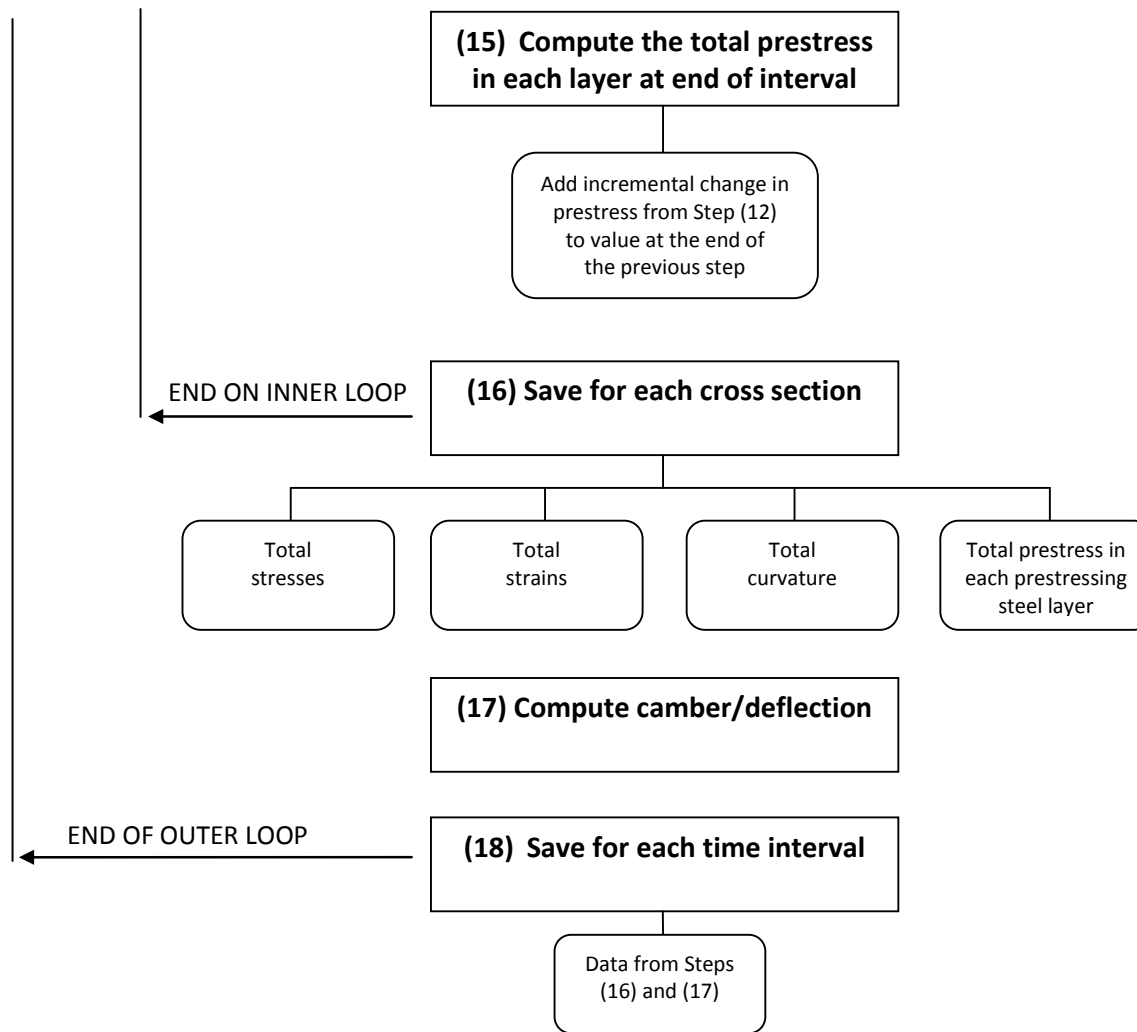 (15) Compute the total prestress
in each layer at end of interval
Add incremental change in
prestress from Step (12)
to value at the end of
the previous step
END ON INNER LOOP
(16) Save for each cross section
Total
stresses
Total
strains
Total
curvature
Total prestress in
each prestressing
steel layer
(17) Compute camber/deflection
END OF OUTER LOOP
(18) Save for each time interval
Data from Steps
(16) and (17)